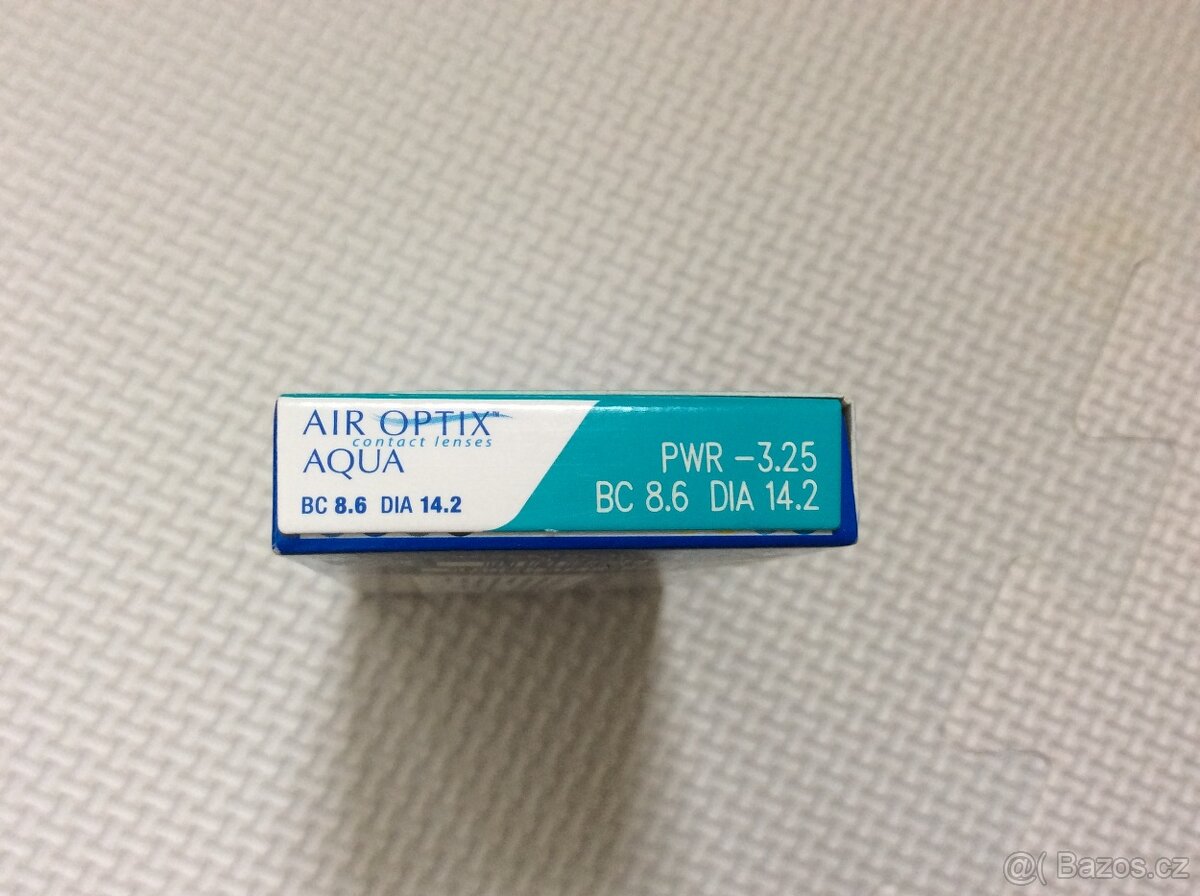 AIR OPTIX™
contact lenses
AQUA
BC 8.6 DIA 14.2
PWR -3.25
BC 8.6 DIA 14.2
@( Bazos.cz